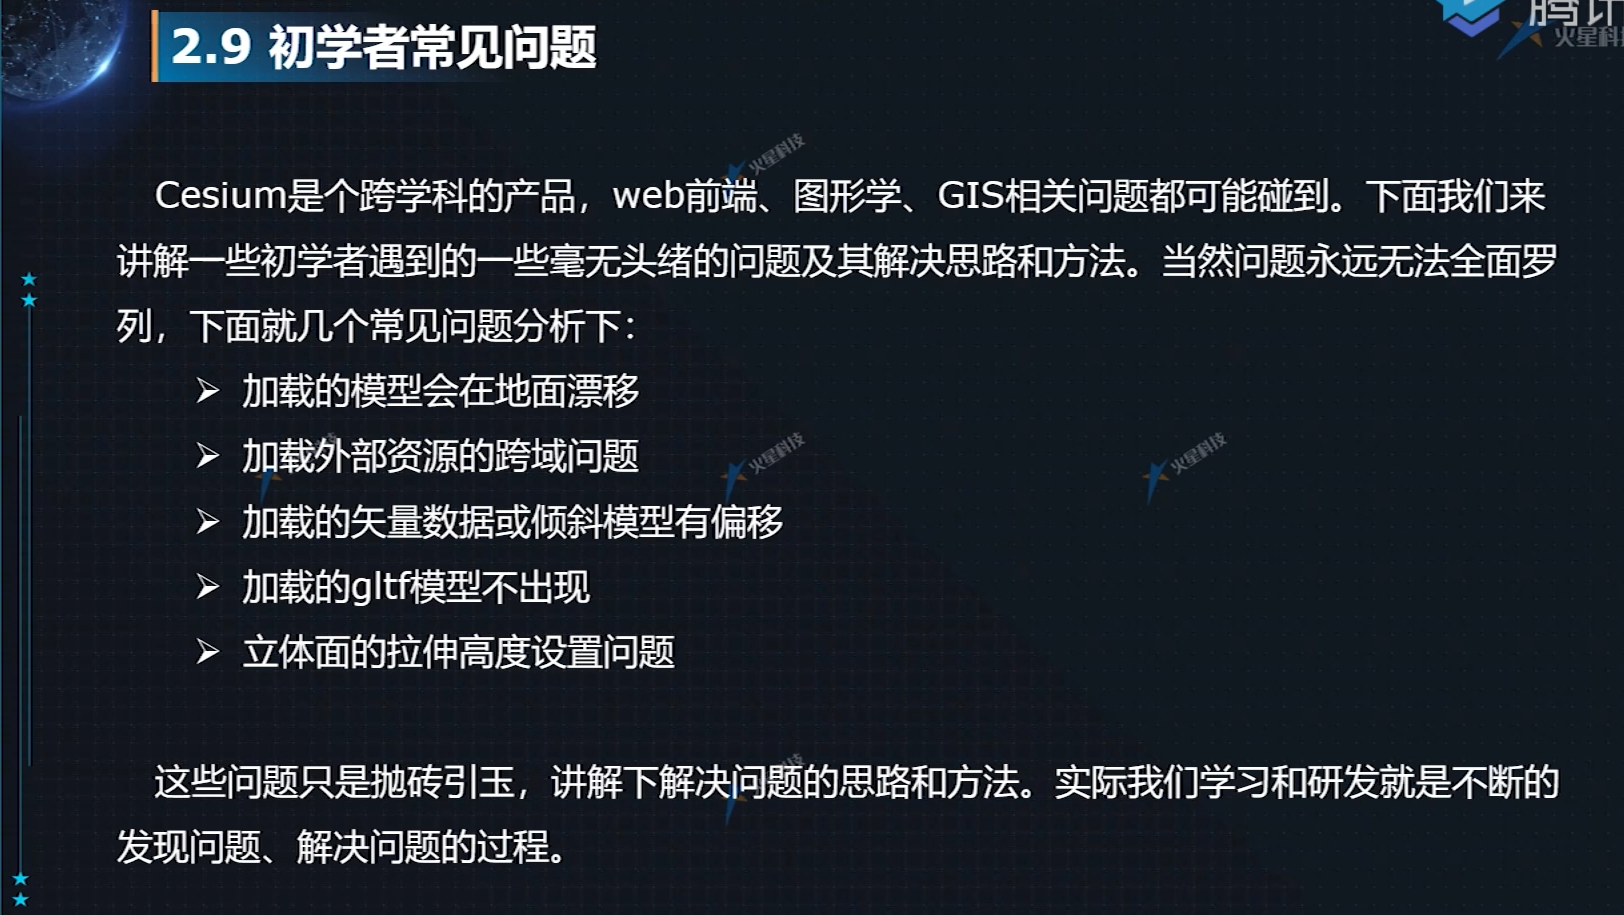 2.9 初学者常见问题
腾讯
火星科技
火星科技
Cesium是个跨学科的产品，web前端、图形学、GIS相关问题都可能碰到。下面我们来
讲解一些初学者遇到的一些毫无头绪的问题及其解决思路和方法。当然问题永远无法全面罗
列，下面就几个常见问题分析下：
➢ 加载的模型会在地面漂移
➢ 加载外部资源的跨域问题
火星科技
火星科技
➢ 加载的矢量数据或倾斜模型有偏移
➢ 加载的gltf模型不出现
➢ 立体面的拉伸高度设置问题
这些问题只是抛砖引玉，讲解下解决问题的思路和方法。实际我们学习和研发就是不断的
发现问题、解决问题的过程。